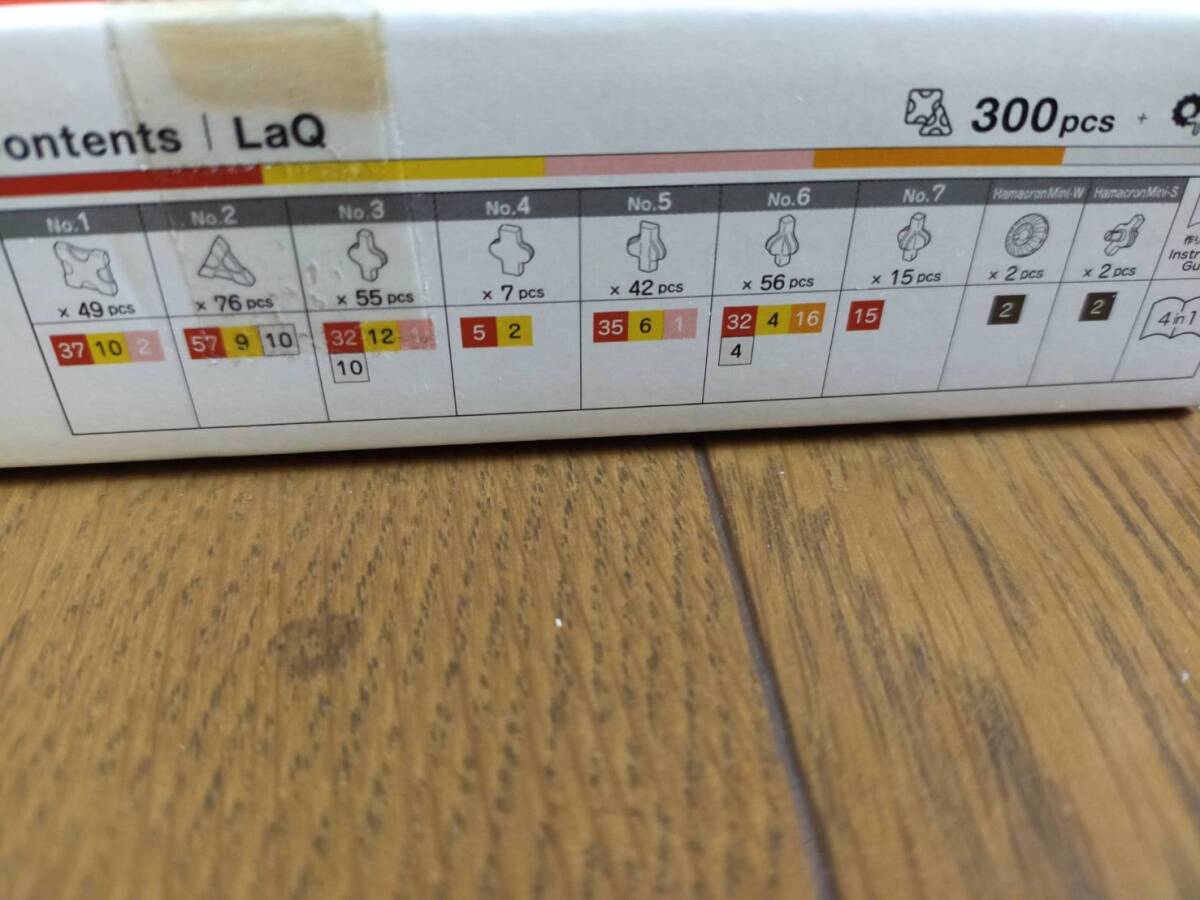 ontents | LaQ
300pcs +
No.1 No.2 No.3 No.4 No.5 No.6 No.7 HamacronMini-W HamacronMini-S
x 49 pcs x 76 pcs x 55 pcs x 7 pcs x 42 pcs x 56 pcs x 15 pcs x 2 pcs x 2 pcs
Instr
Gu
37 10 2 57 9 10 32 12 5 2 35 6 1 32 4 16 15 2 2 4 in 1
10 4